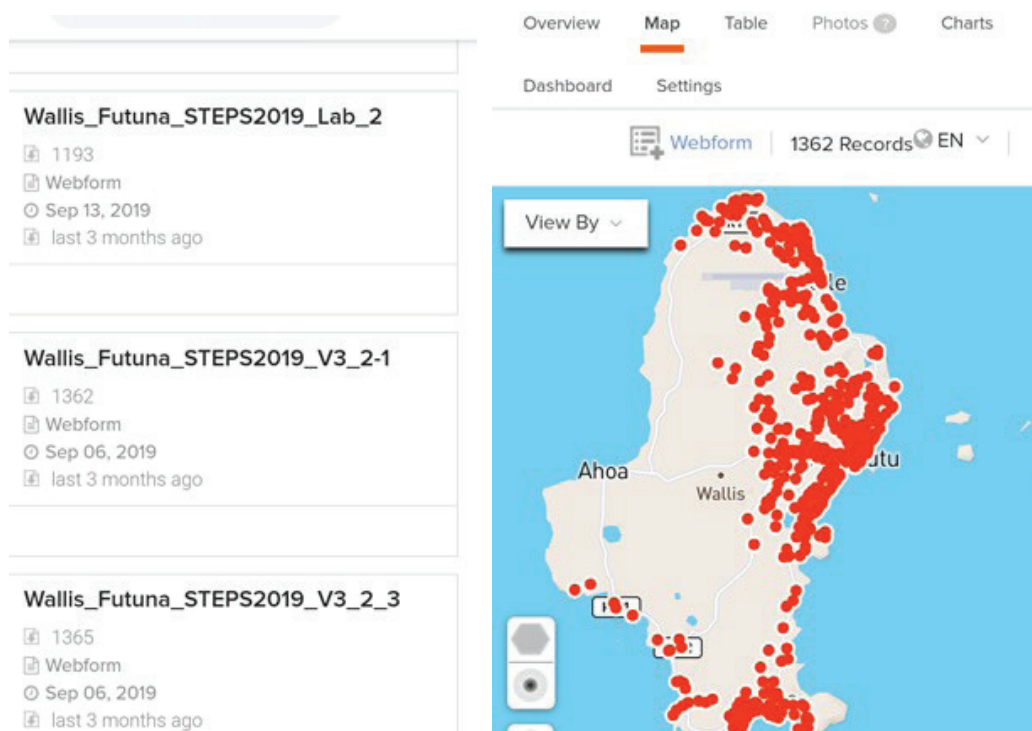 Wallis_Futuna_STEPS2019_Lab_2
1193
Webform
Sep 13, 2019
last 3 months ago
Wallis_Futuna_STEPS2019_V3_2-1
1362
Webform
Sep 06, 2019
last 3 months ago
Wallis_Futuna_STEPS2019_V3_2_3
1365
Webform
Sep 06, 2019
last 3 months ago
Overview Map Table Photos ? Charts
Dashboard Settings
Webform 1362 Records EN
View By
Ahoa
Wallis